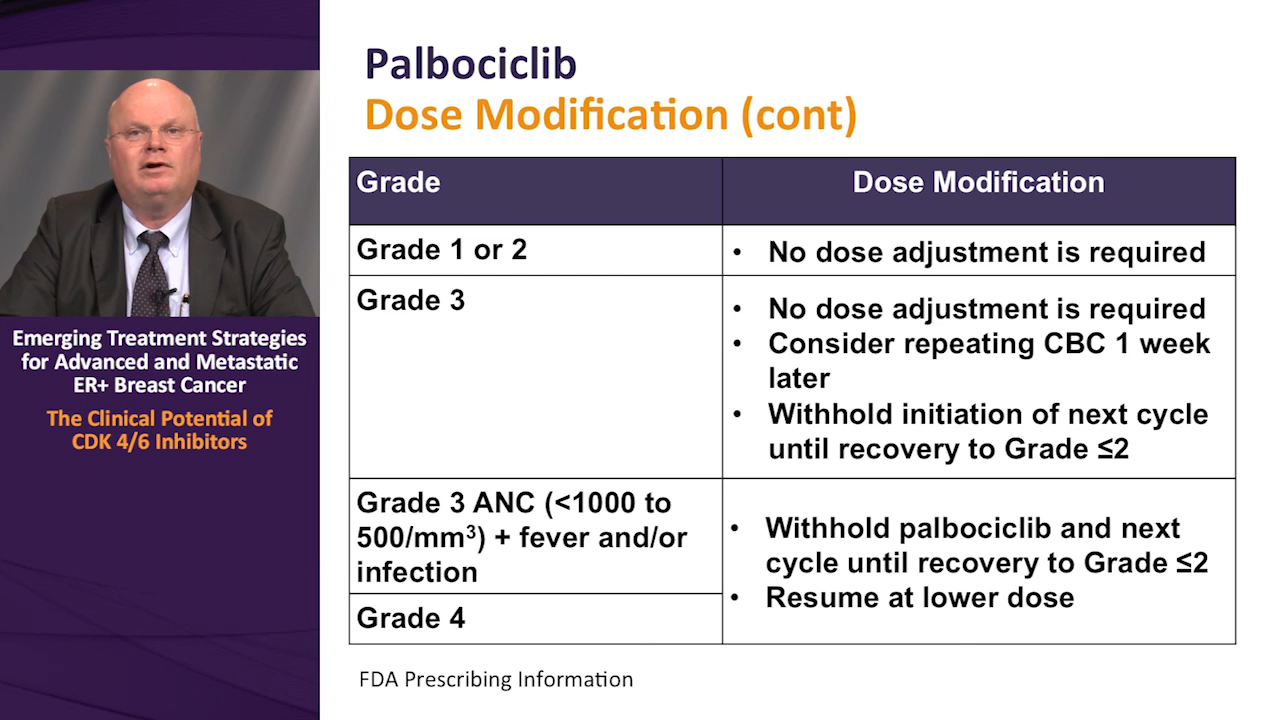 Palbociclib
Dose Modification (cont)
Grade
Dose Modification
Grade 1 or 2
• No dose adjustment is required
Grade 3
• No dose adjustment is required
• Consider repeating CBC 1 week
later
• Withhold initiation of next cycle
until recovery to Grade ≤2
Grade 3 ANC (<1000 to
500/mm³) + fever and/or
infection
Grade 4
• Withhold palbociclib and next
cycle until recovery to Grade ≤2
• Resume at lower dose
FDA Prescribing Information
Emerging Treatment Strategies
for Advanced and Metastatic
ER+ Breast Cancer
The Clinical Potential of
CDK 4/6 Inhibitors